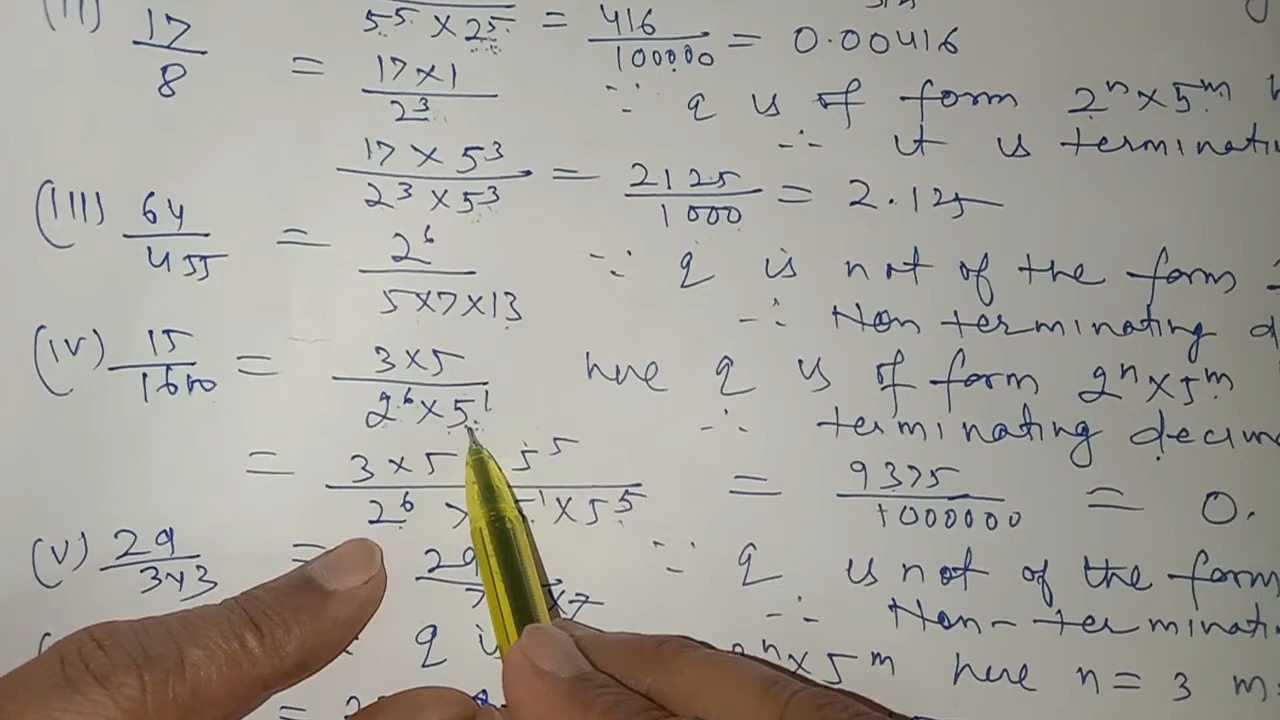 (II) 17/8 = 5⁵ × 2⁵ = 416/100000 = 0.00416
= 17×1/2³ ∵ q is of form 2ⁿ×5ᵐ
∴ it is terminati
17 × 5³/2³ × 5³ = 2125/1000 = 2.125
(III) 64/455 = 2⁶/5×7×13 ∵ q is not of the form
∴ Non terminating d
(IV) 15/1600 = 3×5/2⁶×5¹ here q is of form 2ⁿ×5ᵐ
∴ terminating decim
= 3×5 5⁵/2⁶ 5¹×5⁵ = 9375/1000000 = 0.
(V) 29/343 = 29 ×7 ∵ q is not of the form
∴ Non-terminati
q 2ⁿ×5ᵐ here n=3 m=
=